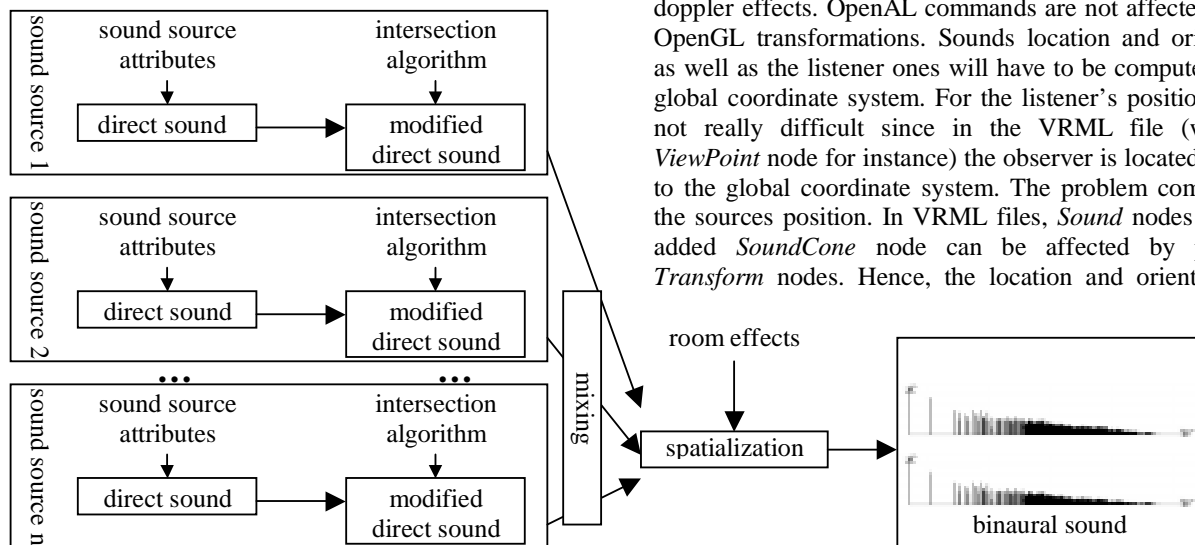 sound source 1
sound source
attributes
intersection
algorithm
direct sound
modified
direct sound
sound source 2
sound source
attributes
intersection
algorithm
direct sound
modified
direct sound
...
...
sound source n
sound source
attributes
intersection
algorithm
direct sound
modified
direct sound
mixing
doppler effects. OpenAL commands are not affecte
OpenGL transformations. Sounds location and ori
as well as the listener ones will have to be compute
global coordinate system. For the listener's position
not really difficult since in the VRML file (v
ViewPoint node for instance) the observer is located
to the global coordinate system. The problem com
the sources position. In VRML files, Sound nodes
added SoundCone node can be affected by p
Transform nodes. Hence, the location and orient
room effects
spatialization
binaural sound